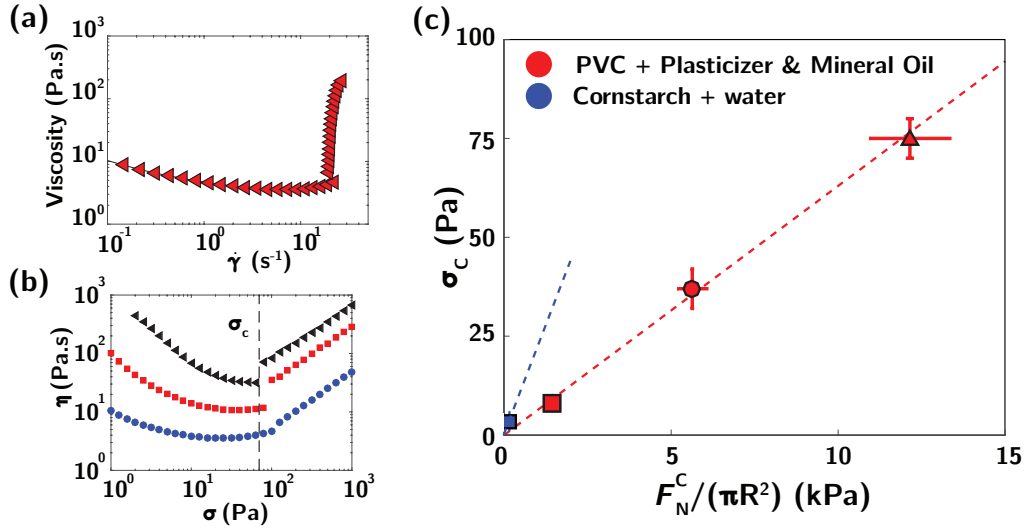 (a)
Viscosity (Pa.s)
10³
10²
10¹
10⁰
10⁻¹
10⁰
10¹
γ̇ (s⁻¹)
(b)
η (Pa.s)
10³
10²
10¹
10⁰
σc
10⁰
10¹
10²
10³
σ (Pa)
(c)
σC (Pa)
100
75
50
25
0
PVC + Plasticizer & Mineral Oil
Cornstarch + water
0
5
10
15
F_N^C/(πR²) (kPa)